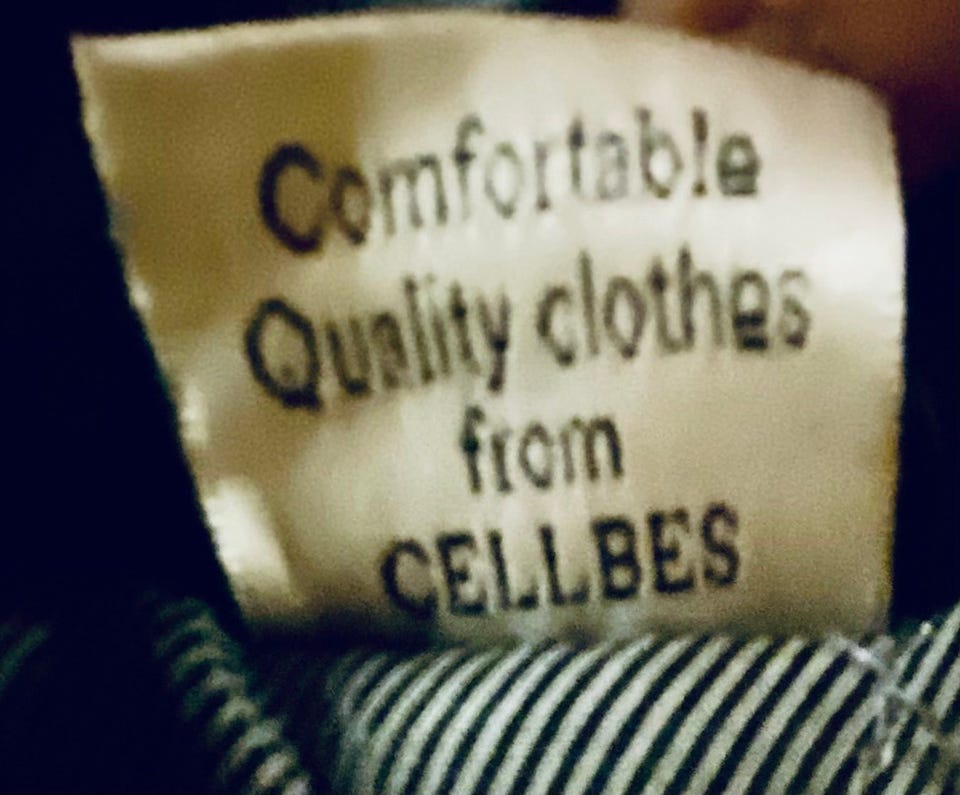 Comfortable
Quality clothes
from
CELLBES